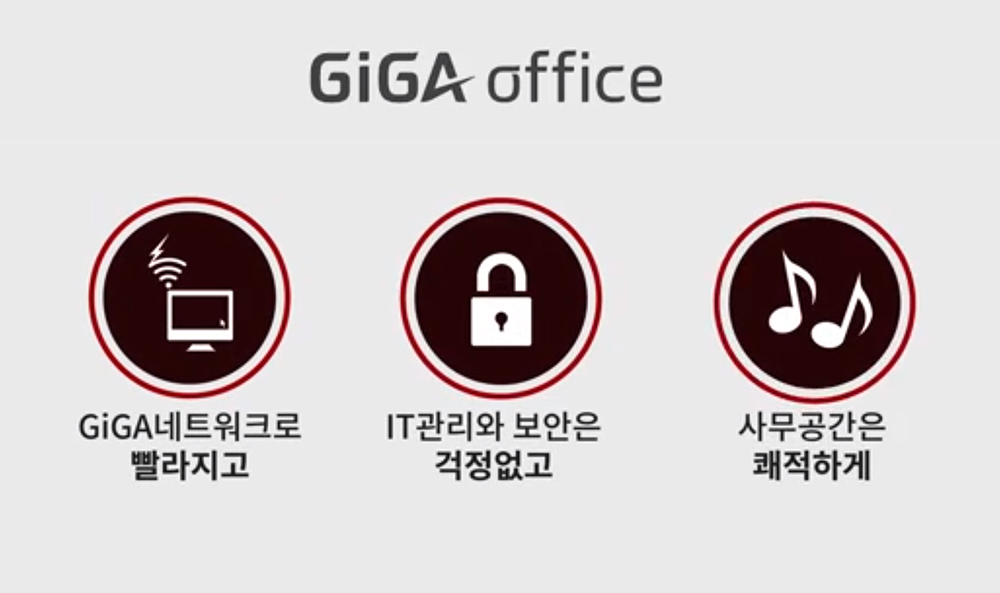 GiGA office
GiGA네트워크로
빨라지고
IT관리와 보안은
걱정없고
사무공간은
쾌적하게